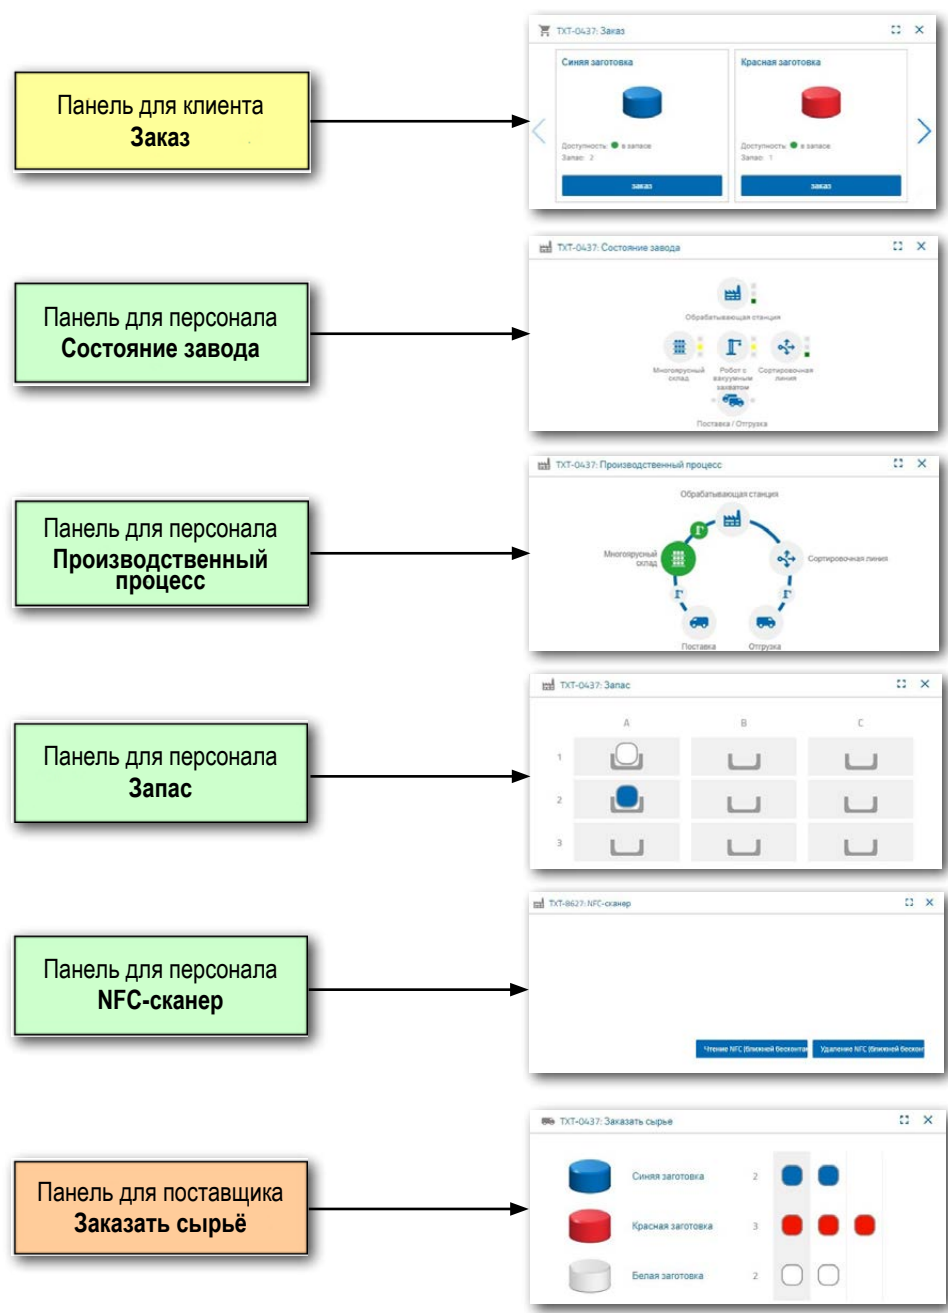 Панель для клиента
Заказ
TXT-0437: Заказ
Синяя заготовка
Красная заготовка
Доступность: в запасе
Запас: 2
Доступность: в запасе
Запас: 1
заказ
заказ
Панель для персонала
Состояние завода
TXT-0437: Состояние завода
Обрабатывающая станция
Многоярусный
склад
Робот с
вакуумным
захватом
Сортировочная
линия
Поставка / Отгрузка
Панель для персонала
Производственный
процесс
TXT-0437: Производственный процесс
Обрабатывающая станция
Многоярусный
склад
Сортировочная линия
Поставка
Отгрузка
Панель для персонала
Запас
TXT-0437: Запас
A B C
1
2
3
Панель для персонала
NFC-сканер
TXT-8627: NFC-сканер
Чтение NFC (ближней бесконтак
Удаление NFC (ближней бесконт
Панель для поставщика
Заказать сырьё
TXT-0437: Заказать сырье
Синяя заготовка 2
Красная заготовка 3
Белая заготовка 2